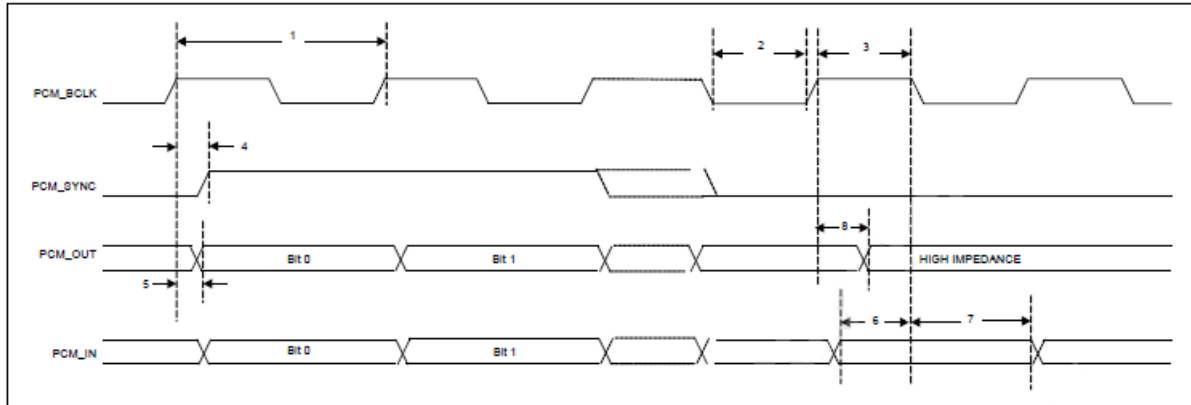 1
2
3
PCM_BCLK
4
PCM_SYNC
8
PCM_OUT
Bit 0
Bit 1
HIGH IMPEDANCE
5
6
7
PCM_IN
Bit 0
Bit 1